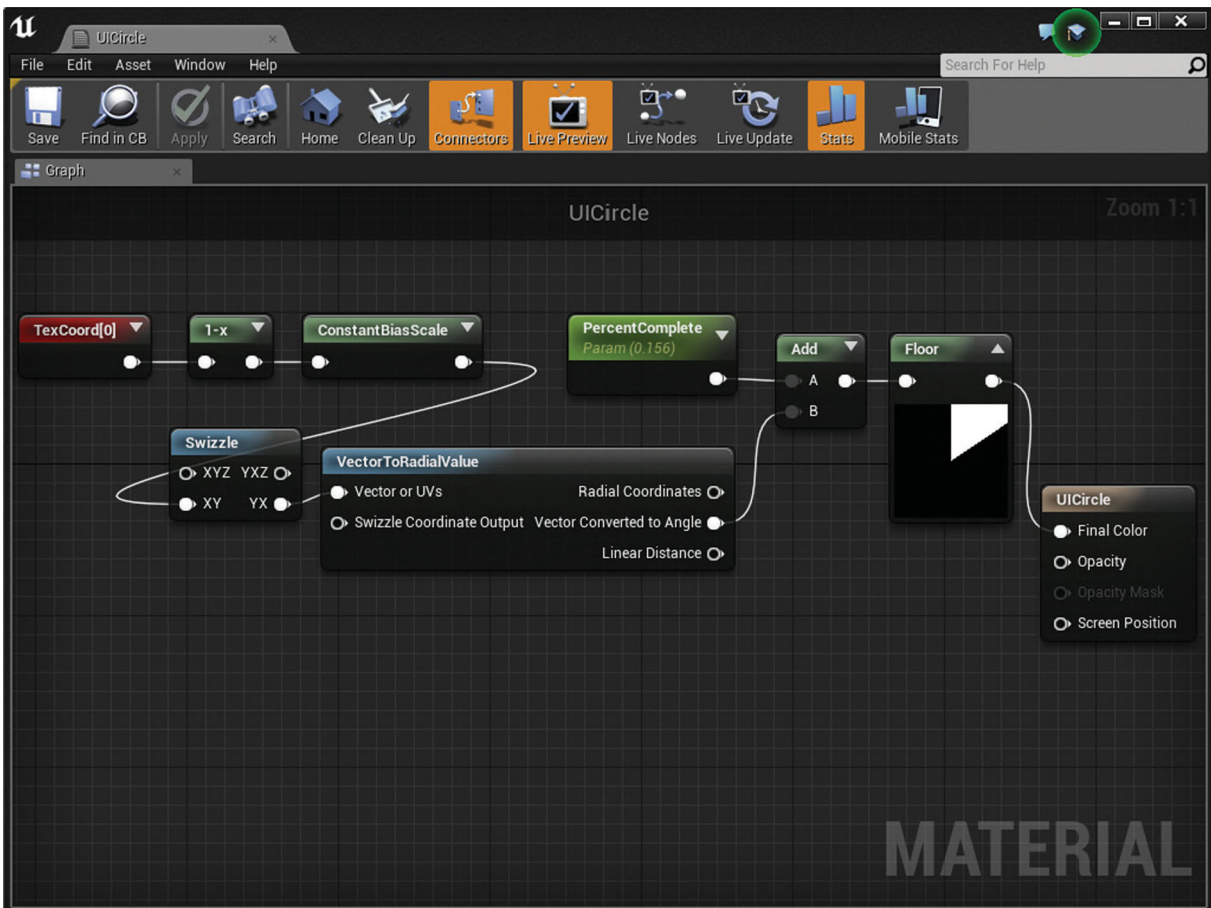 UICircle
File Edit Asset Window Help
Search For Help
Save Find in CB Apply Search Home Clean Up Connectors Live Preview Live Nodes Live Update Stats Mobile Stats
Graph
UICircle
Zoom 1:1
TexCoord[0]
1-x
ConstantBiasScale
PercentComplete
Param (0.156)
Add
A
B
Floor
Swizzle
XYZ YXZ
XY YX
VectorToRadialValue
Vector or UVs Radial Coordinates
Swizzle Coordinate Output Vector Converted to Angle
Linear Distance
UICircle
Final Color
Opacity
Opacity Mask
Screen Position
MATERIAL